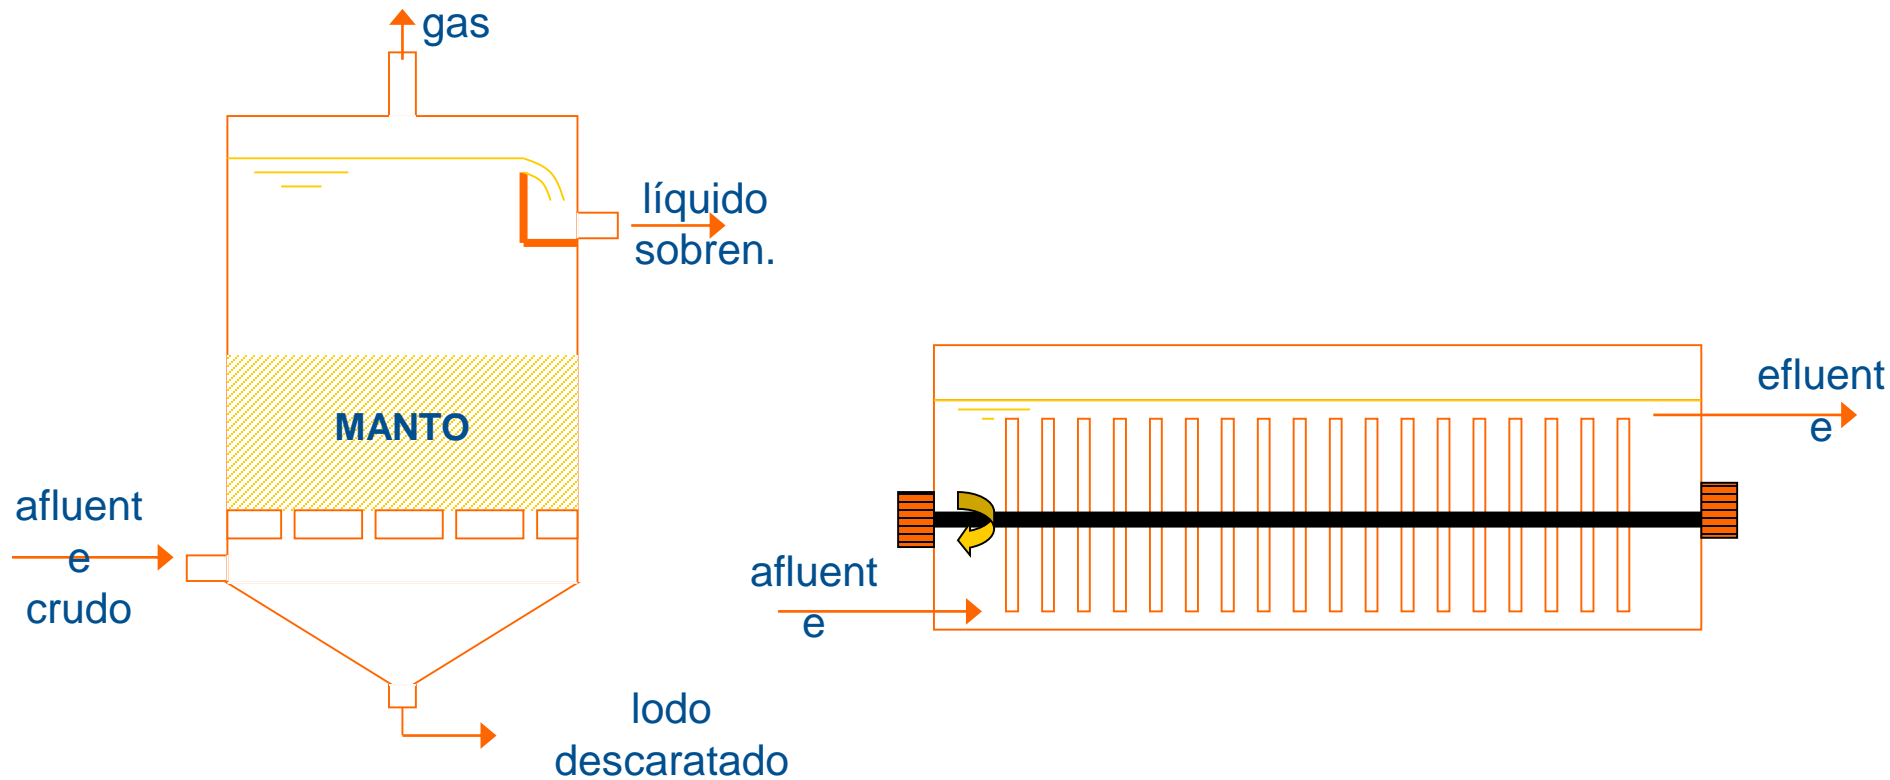 gas
líquido
sobren.
MANTO
afluent
e
crudo
lodo
descaratado
efluent
e
afluent
e